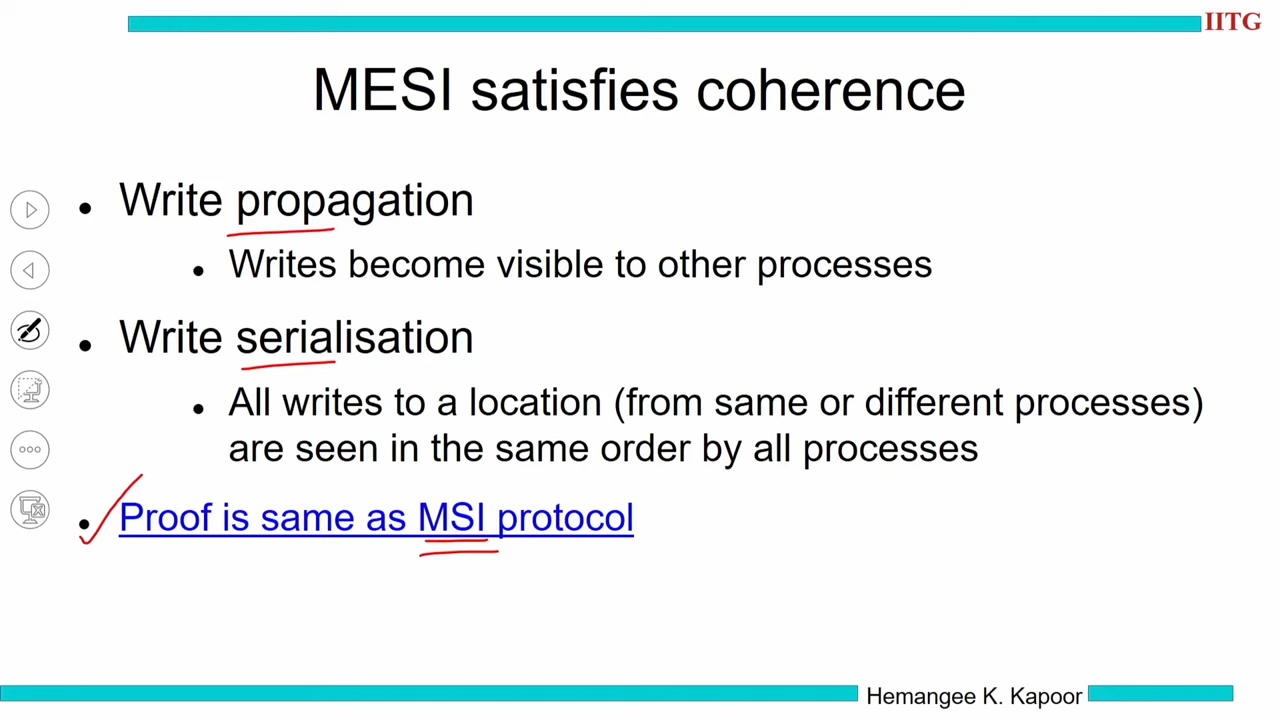 IITG
MESI satisfies coherence
• Write propagation
• Writes become visible to other processes
• Write serialisation
• All writes to a location (from same or different processes)
are seen in the same order by all processes
• Proof is same as MSI protocol
Hemangee K. Kapoor